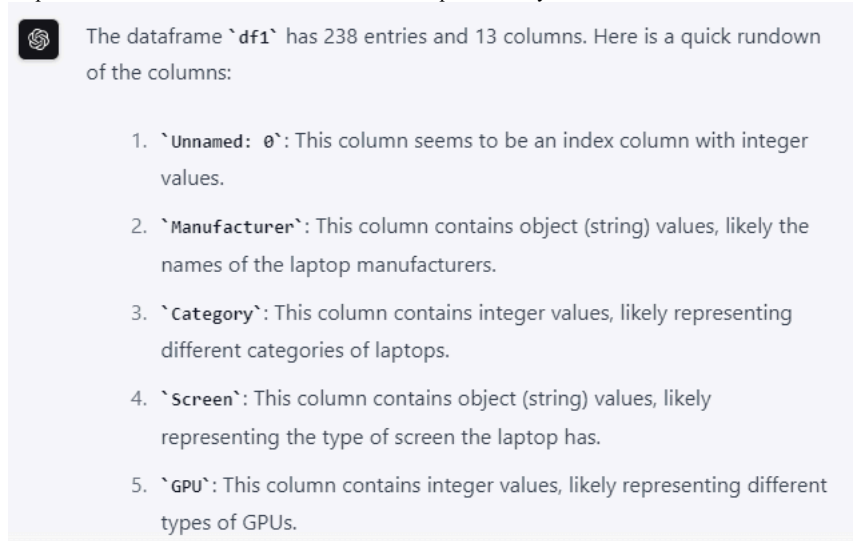 The dataframe `df1` has 238 entries and 13 columns. Here is a quick rundown
of the columns:
1. `Unnamed: 0`: This column seems to be an index column with integer
values.
2. `Manufacturer`: This column contains object (string) values, likely the
names of the laptop manufacturers.
3. `Category`: This column contains integer values, likely representing
different categories of laptops.
4. `Screen`: This column contains object (string) values, likely
representing the type of screen the laptop has.
5. `GPU`: This column contains integer values, likely representing different
types of GPUs.